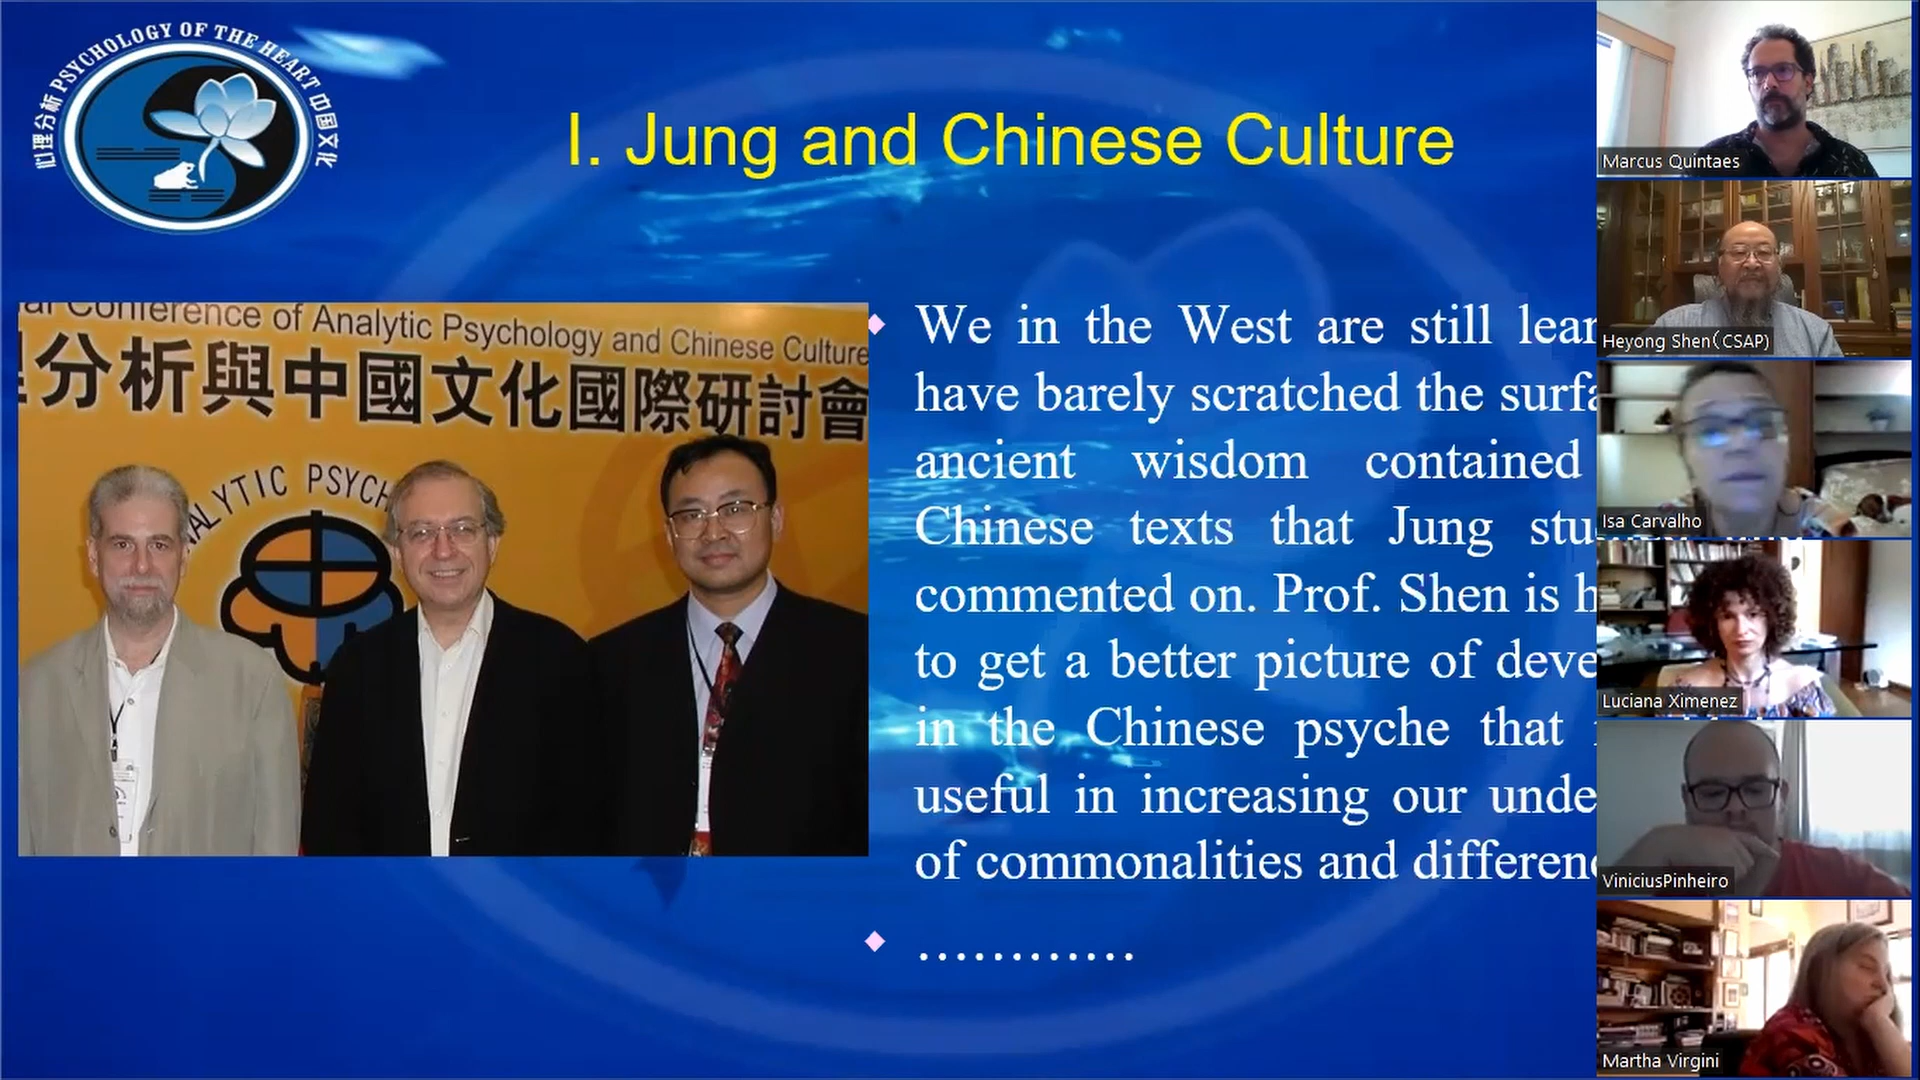 心理分析 PSYCHOLOGY OF THE HEART 中国文化
I. Jung and Chinese Culture
Conference of Analytic Psychology and Chinese Culture
分析與中國文化國際研討會
ANALYTIC PSYCH
We in the West are still lear
have barely scratched the surfa
ancient wisdom contained
Chinese texts that Jung stu
commented on. Prof. Shen is h
to get a better picture of deve
in the Chinese psyche that
useful in increasing our unde
of commonalities and differenc
............
Marcus Quintaes
Heyong Shen(CSAP)
Isa Carvalho
Luciana Ximenez
ViniciusPinheiro
Martha Virgini